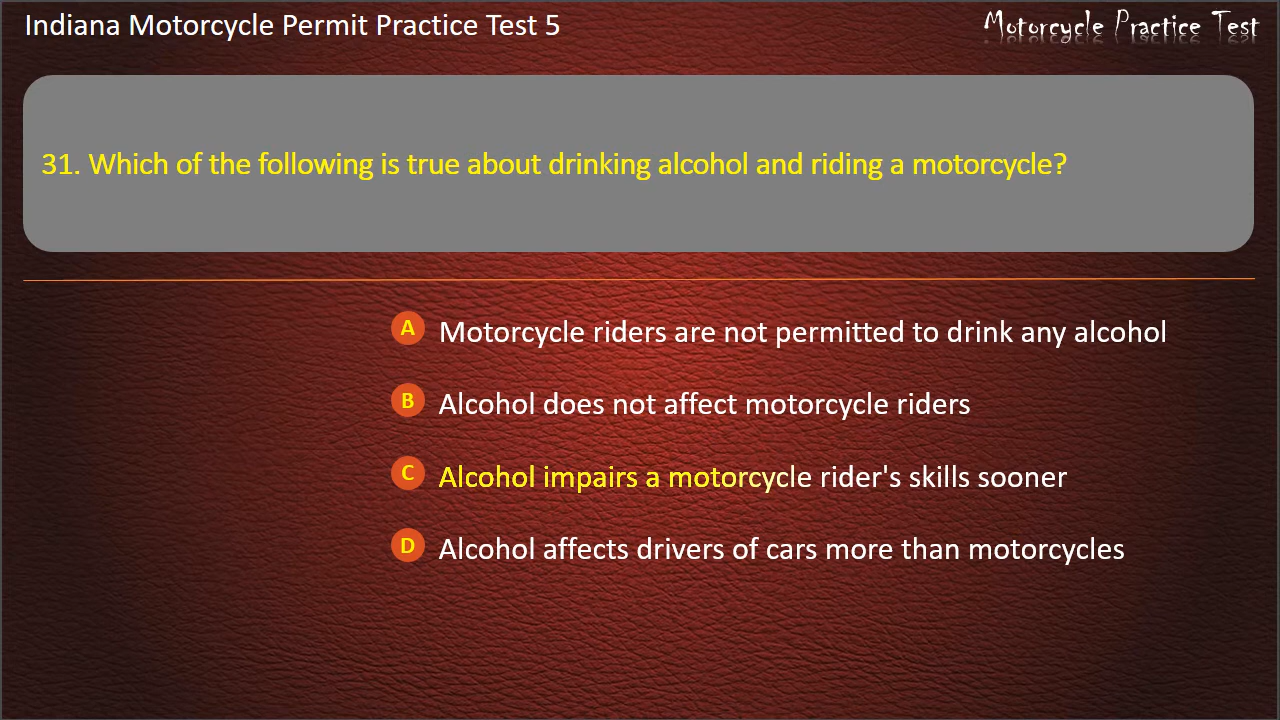 Indiana Motorcycle Permit Practice Test 5
Motorcycle Practice Test
31. Which of the following is true about drinking alcohol and riding a motorcycle?
A Motorcycle riders are not permitted to drink any alcohol
B Alcohol does not affect motorcycle riders
C Alcohol impairs a motorcycle rider's skills sooner
D Alcohol affects drivers of cars more than motorcycles